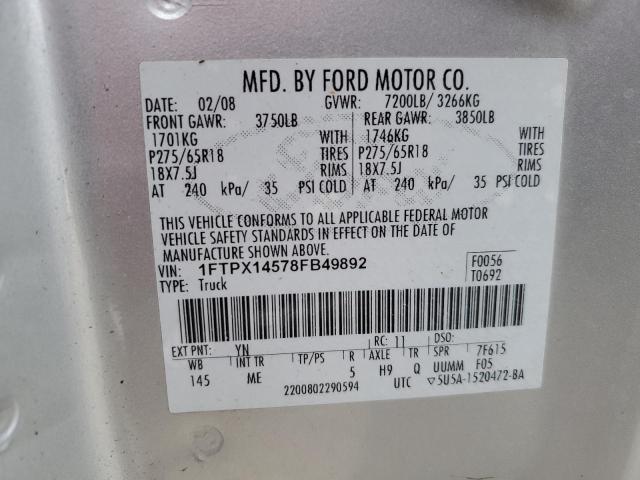 MFD. BY FORD MOTOR CO.
DATE: 02/08 GVWR: 7200LB/ 3266KG
FRONT GAWR: 3750LB REAR GAWR: 3850LB
1701KG WITH 1746KG WITH
P275/65R18 TIRES P275/65R18 TIRES
18X7.5J RIMS 18X7.5J RIMS
AT 240 kPa/ 35 PSI COLD AT 240 kPa/ 35 PSI COLD
THIS VEHICLE CONFORMS TO ALL APPLICABLE FEDERAL MOTOR
VEHICLE SAFETY STANDARDS IN EFFECT ON THE DATE OF
MANUFACTURE SHOWN ABOVE.
VIN: 1FTPX14578FB49892 F0056
TYPE: Truck T0692
EXT PNT: YN RC: 11 DSO:
WB INT TR TP/PS R AXLE TR SPR 7F615
145 ME 5 H9 Q UUMM F05
2200802290594 UTC ▽5U5A-1520472-BA